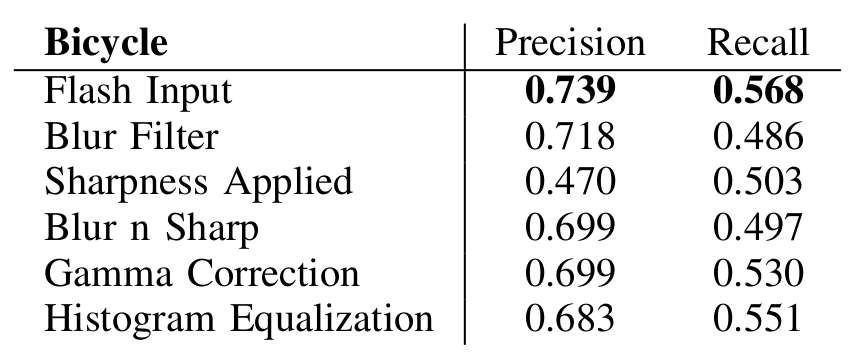 Bicycle Precision Recall
Flash Input 0.739 0.568
Blur Filter 0.718 0.486
Sharpness Applied 0.470 0.503
Blur n Sharp 0.699 0.497
Gamma Correction 0.699 0.530
Histogram Equalization 0.683 0.551